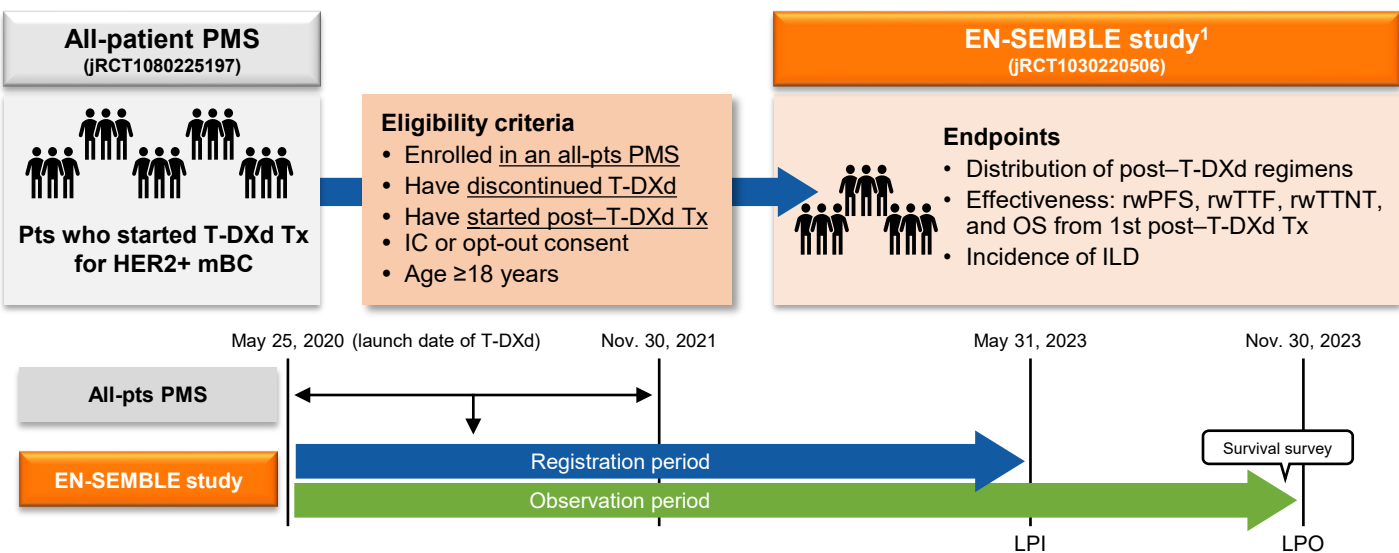 All-patient PMS
(jRCT1080225197)
Pts who started T-DXd Tx
for HER2+ mBC
Eligibility criteria
• Enrolled in an all-pts PMS
• Have discontinued T-DXd
• Have started post–T-DXd Tx
• IC or opt-out consent
• Age ≥18 years
EN-SEMBLE study1
(jRCT1030220506)
Endpoints
• Distribution of post–T-DXd regimens
• Effectiveness: rwPFS, rwTTF, rwTTNT,
and OS from 1st post–T-DXd Tx
• Incidence of ILD
May 25, 2020 (launch date of T-DXd)
Nov. 30, 2021
May 31, 2023
Nov. 30, 2023
All-pts PMS
EN-SEMBLE study
Registration period
Observation period
Survival survey
LPI
LPO